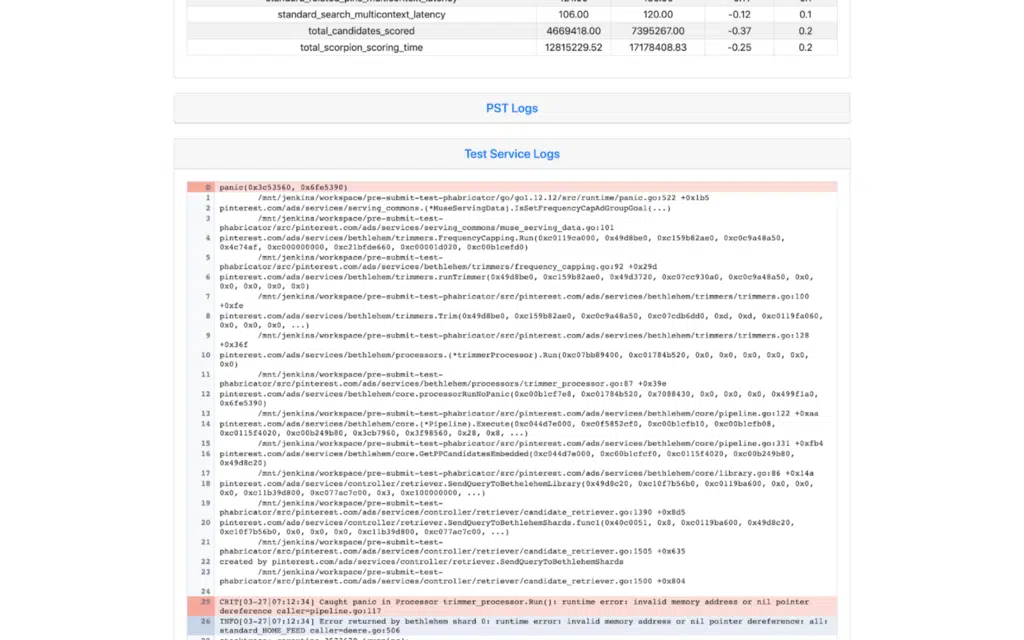 standard_search_multicontext_latency 106.00 120.00 -0.12 0.1
total_candidates_scored 4669418.00 7395267.00 -0.37 0.2
total_scorpion_scoring_time 12815229.52 17178408.83 -0.25 0.2
PST Logs
Test Service Logs
0 panic(0x3c53560, 0x6fe5390)
1 /mnt/jenkins/workspace/pre-submit-test-phabricator/go/go1.12.12/src/runtime/panic.go:522 +0x1b5
2 pinterest.com/ads/services/serving_commons.(*MuseServingData).IsSetFrequencyCapAdGroupGoal(...)
3 /mnt/jenkins/workspace/pre-submit-test-
phabricator/src/pinterest.com/ads/services/serving_commons/muse_serving_data.go:101
4 pinterest.com/ads/services/bethlehem/trimmers.FrequencyCapping.Run(0xc0119ca000, 0x49d8be0, 0xc159b82ae0, 0xc0c9a48a50,
0x4c74af, 0xc000000000, 0xc21bfde660, 0xc00001d020, 0xc00b1cefd0)
5 /mnt/jenkins/workspace/pre-submit-test-
phabricator/src/pinterest.com/ads/services/bethlehem/trimmers/frequency_capping.go:92 +0x29d
6 pinterest.com/ads/services/bethlehem/trimmers.runTrimmer(0x49d8be0, 0xc159b82ae0, 0x49d3720, 0xc07cc930a0, 0xc0c9a48a50, 0x0,
0x0, 0x0, 0x0, 0x0)
7 /mnt/jenkins/workspace/pre-submit-test-phabricator/src/pinterest.com/ads/services/bethlehem/trimmers/trimmers.go:100
+0xfe
8 pinterest.com/ads/services/bethlehem/trimmers.Trim(0x49d8be0, 0xc159b82ae0, 0xc0c9a48a50, 0xc07cdb6dd0, 0xd, 0xd, 0xc0119fa060,
0x0, 0x0, 0x0, ...)
9 /mnt/jenkins/workspace/pre-submit-test-phabricator/src/pinterest.com/ads/services/bethlehem/trimmers/trimmers.go:128
+0x36f
10 pinterest.com/ads/services/bethlehem/processors.(*trimmerProcessor).Run(0xc07bb89400, 0xc01784b520, 0x0, 0x0, 0x0, 0x0, 0x0,
0x0)
11 /mnt/jenkins/workspace/pre-submit-test-
phabricator/src/pinterest.com/ads/services/bethlehem/processors/trimmer_processor.go:87 +0x39e
12 pinterest.com/ads/services/bethlehem/core.processorRunNoPanic(0xc00b1cf7e8, 0xc01784b520, 0x7088430, 0x0, 0x0, 0x0, 0x499f1a0,
0x6fe5390)
13 /mnt/jenkins/workspace/pre-submit-test-phabricator/src/pinterest.com/ads/services/bethlehem/core/pipeline.go:122 +0xaa
14 pinterest.com/ads/services/bethlehem/core.(*Pipeline).Execute(0xc044d7e000, 0xc0f5852cf0, 0xc00b1cfb10, 0xc00b1cfb08,
0xc0115f4020, 0xc00b249b80, 0x3cb7960, 0x3f98560, 0x28, 0x8, ...)
15 /mnt/jenkins/workspace/pre-submit-test-phabricator/src/pinterest.com/ads/services/bethlehem/core/pipeline.go:331 +0xfb4
16 pinterest.com/ads/services/bethlehem/core.GetPPCandidatesEmbedded(0xc044d7e000, 0xc00b1cfcf0, 0xc0115f4020, 0xc00b249b80,
0x49d8c20)
17 /mnt/jenkins/workspace/pre-submit-test-phabricator/src/pinterest.com/ads/services/bethlehem/core/library.go:86 +0x14a
18 pinterest.com/ads/services/controller/retriever.SendQueryToBethelehemLibrary(0x49d8c20, 0xc10f7b56b0, 0xc0119ba600, 0x0, 0x0,
0x0, 0xc11b39d800, 0xc077ac7c00, 0x3, 0xc100000000, ...)
19 /mnt/jenkins/workspace/pre-submit-test-
phabricator/src/pinterest.com/ads/services/controller/retriever/candidate_retriever.go:1390 +0x8d5
20 pinterest.com/ads/services/controller/retriever.SendQueryToBethlehemShards.func1(0x40c0051, 0x8, 0xc0119ba600, 0x49d8c20,
0xc10f7b56b0, 0x0, 0x0, 0x0, 0xc11b39d800, 0xc077ac7c00, ...)
21 /mnt/jenkins/workspace/pre-submit-test-
phabricator/src/pinterest.com/ads/services/controller/retriever/candidate_retriever.go:1505 +0x635
22 created by pinterest.com/ads/services/controller/retriever.SendQueryToBethlehemShards
23 /mnt/jenkins/workspace/pre-submit-test-
phabricator/src/pinterest.com/ads/services/controller/retriever/candidate_retriever.go:1500 +0x804
24
25 CRIT[03-27|07:12:34] Caught panic in Processor trimmer_processor.Run(): runtime error: invalid memory address or nil pointer
dereference caller=pipeline.go:117
26 INFO[03-27|07:12:34] Error returned by bethlehem shard 0: runtime error: invalid memory address or nil pointer dereference: all:
standard_HOME_FEED caller=deere.go:506